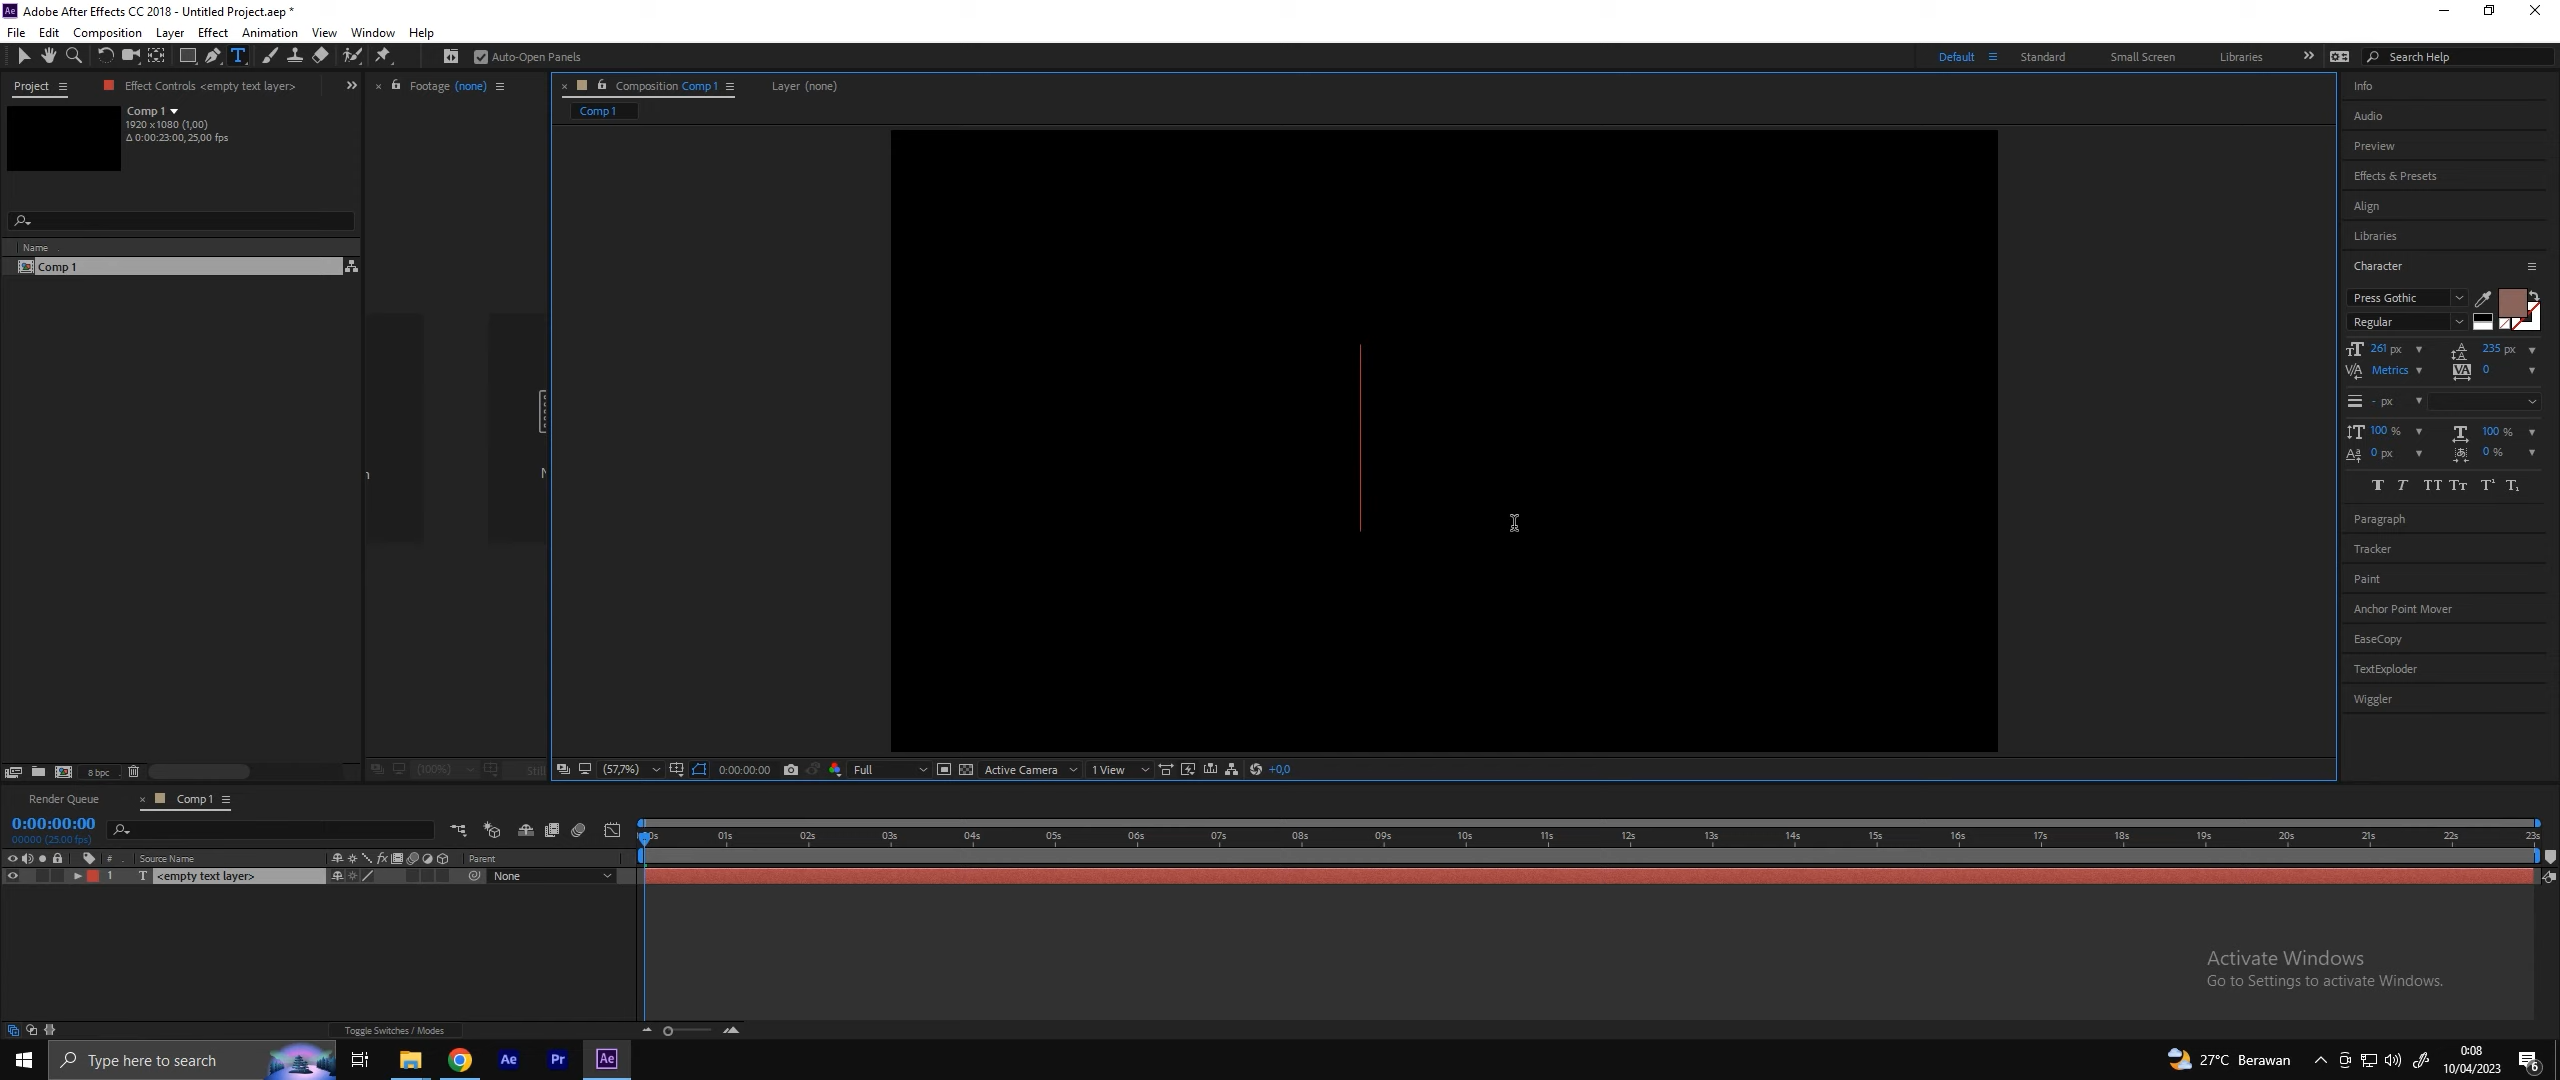 Adobe After Effects CC 2018 - Untitled Project.aep *
File Edit Composition Layer Effect Animation View Window Help
Auto-Open Panels
Default Standard Small Screen Libraries Search Help
Project Effect Controls <empty text layer>
Footage (none)
Composition Comp 1
Layer (none)
Comp 1
1920 x 1080 (1,00)
Δ 0:00:23:00, 25,00 fps
Comp 1
Name
Comp 1
8 bpc
(100%)
(57,7%) 0:00:00:00 Full Active Camera 1 View +0,0
Info
Audio
Preview
Effects & Presets
Align
Libraries
Character
Press Gothic
Regular
261 px 235 px
Metrics 0
- px
100 % 100 %
0 px 0 %
Paragraph
Tracker
Paint
Anchor Point Mover
EaseCopy
TextExploder
Wiggler
Render Queue Comp 1
0:00:00:00
00000 (25.00 fps)
01s 02s 03s 04s 05s 06s 07s 08s 09s 10s 11s 12s 13s 14s 15s 16s 17s 18s 19s 20s 21s 22s 23s
# Source Name Parent
1 T <empty text layer> None
Activate Windows
Go to Settings to activate Windows.
Toggle Switches / Modes
Type here to search
27°C Berawan
0:08
10/04/2023
6